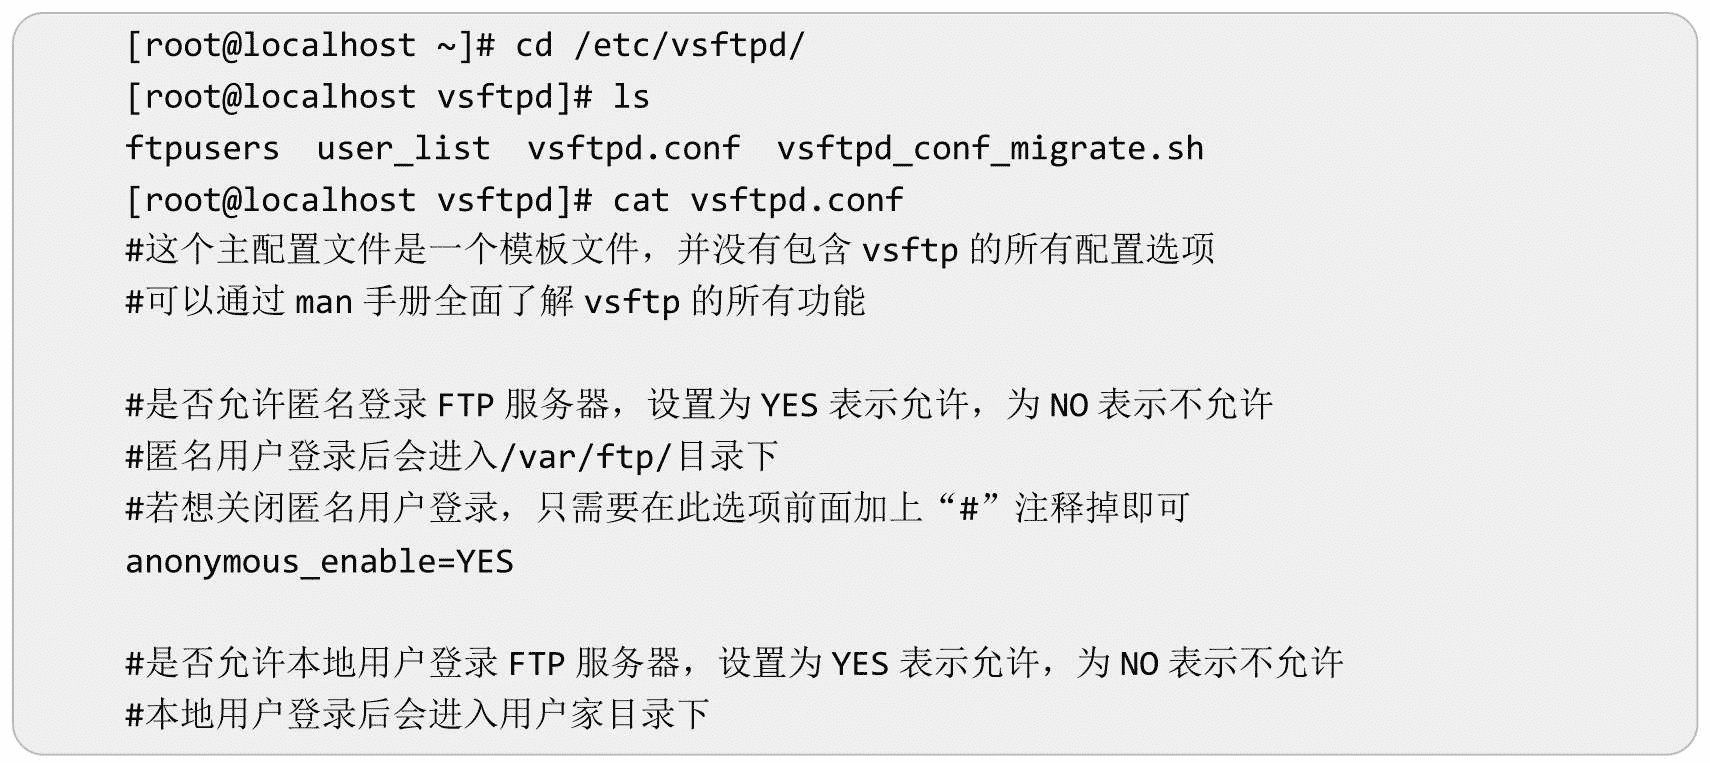 [root@localhost ~]# cd /etc/vsftpd/
[root@localhost vsftpd]# ls
ftpusers  user_list  vsftpd.conf  vsftpd_conf_migrate.sh
[root@localhost vsftpd]# cat vsftpd.conf
#这个主配置文件是一个模板文件，并没有包含 vsftp 的所有配置选项
#可以通过 man 手册全面了解 vsftp 的所有功能
#是否允许匿名登录 FTP 服务器，设置为 YES 表示允许，为 NO 表示不允许
#匿名用户登录后会进入/var/ftp/目录下
#若想关闭匿名用户登录，只需要在此选项前面加上“#”注释掉即可
anonymous_enable=YES
#是否允许本地用户登录 FTP 服务器，设置为 YES 表示允许，为 NO 表示不允许
#本地用户登录后会进入用户家目录下